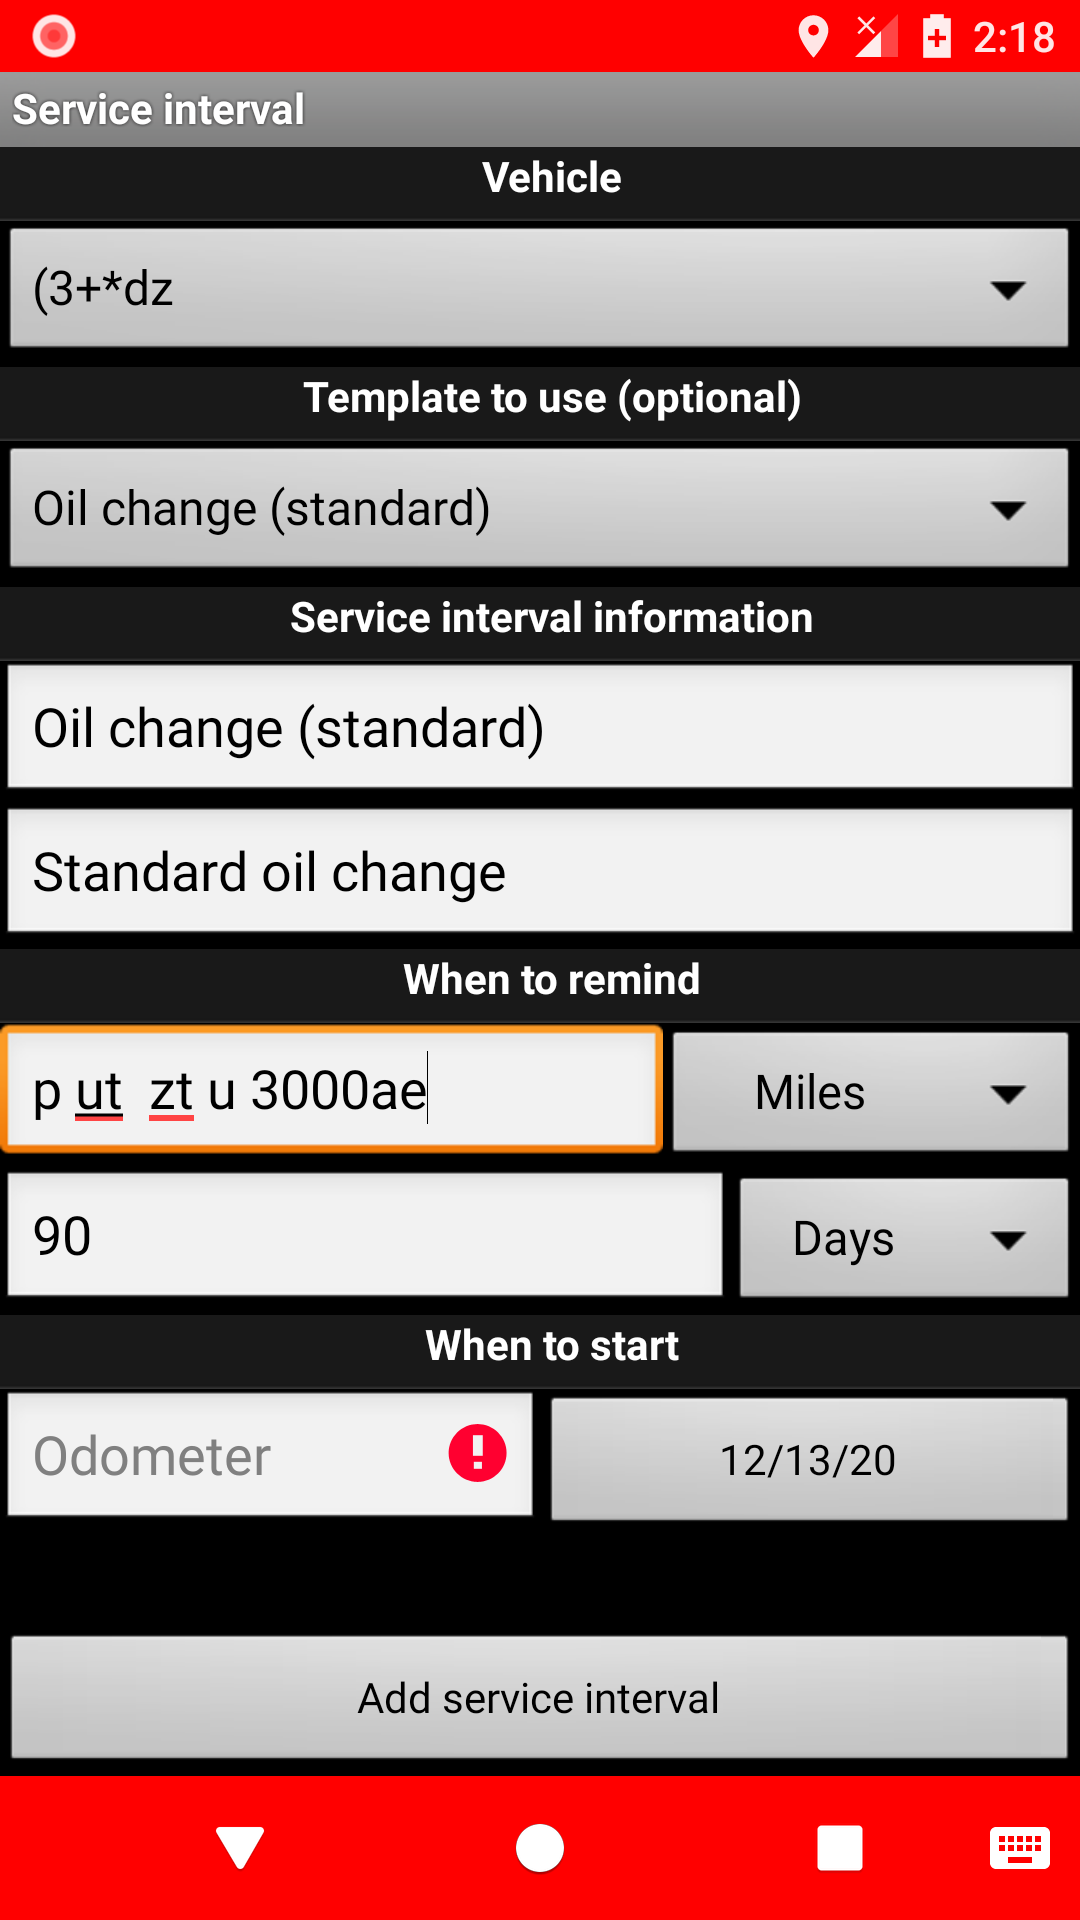 2:18
Service interval
Vehicle
(3+*dz
Template to use (optional)
Oil change (standard)
Service interval information
Oil change (standard)
Standard oil change
When to remind
p ut  zt u 3000ae
Miles
90
Days
When to start
Odometer
12/13/20
Add service interval